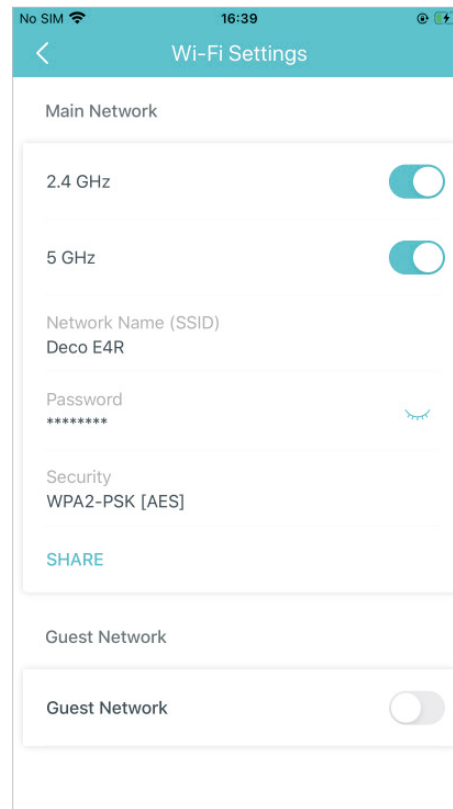 No SIM 16:39
Wi-Fi Settings
Main Network
2.4 GHz
5 GHz
Network Name (SSID)
Deco E4R
Password
********
Security
WPA2-PSK [AES]
SHARE
Guest Network
Guest Network